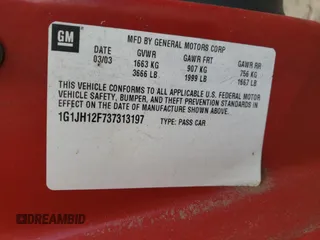 GM
MFD BY GENERAL MOTORS CORP
DATE GVWR GAWR FRT GAWR RR
03/03 1663 KG 907 KG 756 KG
3666 LB 1999 LB 1667 LB
THIS VEHICLE CONFORMS TO ALL APPLICABLE U.S. FEDERAL MOTOR
VEHICLE SAFETY, BUMPER, AND THEFT PREVENTION STANDARDS IN
EFFECT ON THE DATE OF MANUFACTURE SHOWN ABOVE.
1G1JH12F737313197 TYPE: PASS CAR
DREAMBID